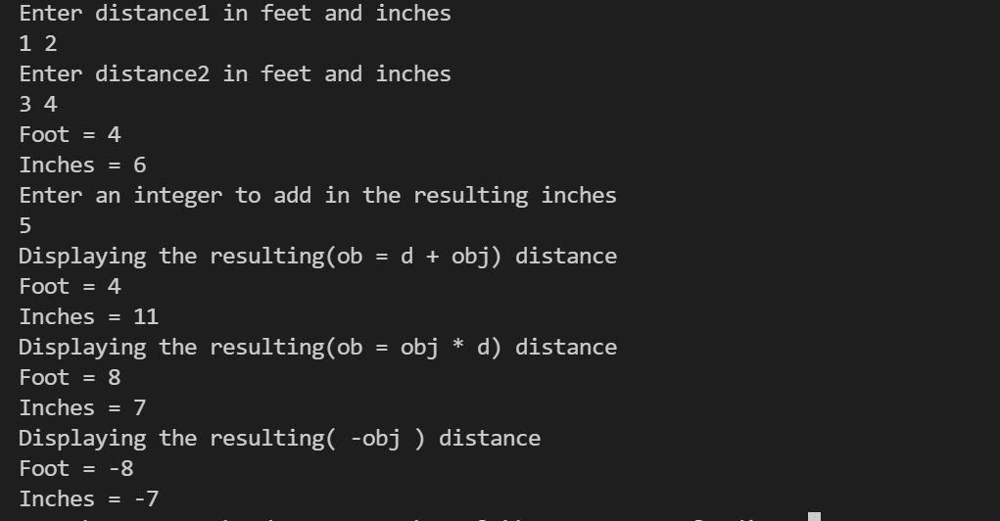 Enter distance1 in feet and inches
1 2
Enter distance2 in feet and inches
3 4
Foot = 4
Inches = 6
Enter an integer to add in the resulting inches
5
Displaying the resulting(ob = d + obj) distance
Foot = 4
Inches = 11
Displaying the resulting(ob = obj * d) distance
Foot = 8
Inches = 7
Displaying the resulting( -obj ) distance
Foot = -8
Inches = -7